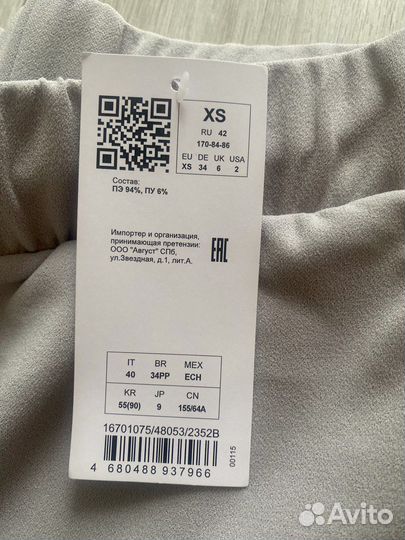 XS
RU 42
170-84-86
EU DE UK USA
XS 34 6 2
Состав:
ПЭ 94%, ПУ 6%
Импортер и организация,
принимающая претензии:
ООО "Август" СПб,
ул.Звездная, д.1, лит.А.
EAC
IT BR MEX
40 34PP ECH
KR JP CN
55(90) 9 155/64A
16701075/48053/2352B
4 680488 937966
00115
Avito